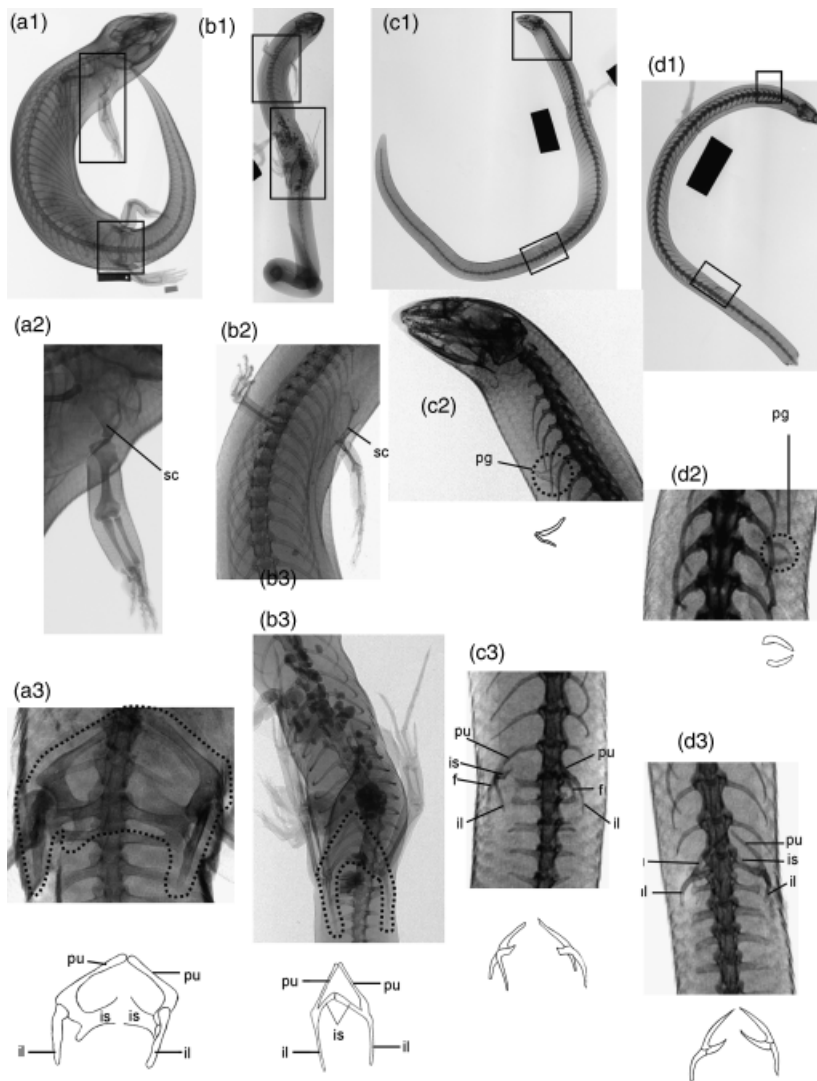 (a1)
(b1)
(c1)
(d1)
(a2)
sc
(b2)
sc
(b3)
(c2)
pg
pg
(d2)
(a3)
(b3)
(c3)
pu
is
f
il
pu
f
il
(d3)
pu
is
il
pu
pu
is
is
il
il
pu
pu
is
il
il